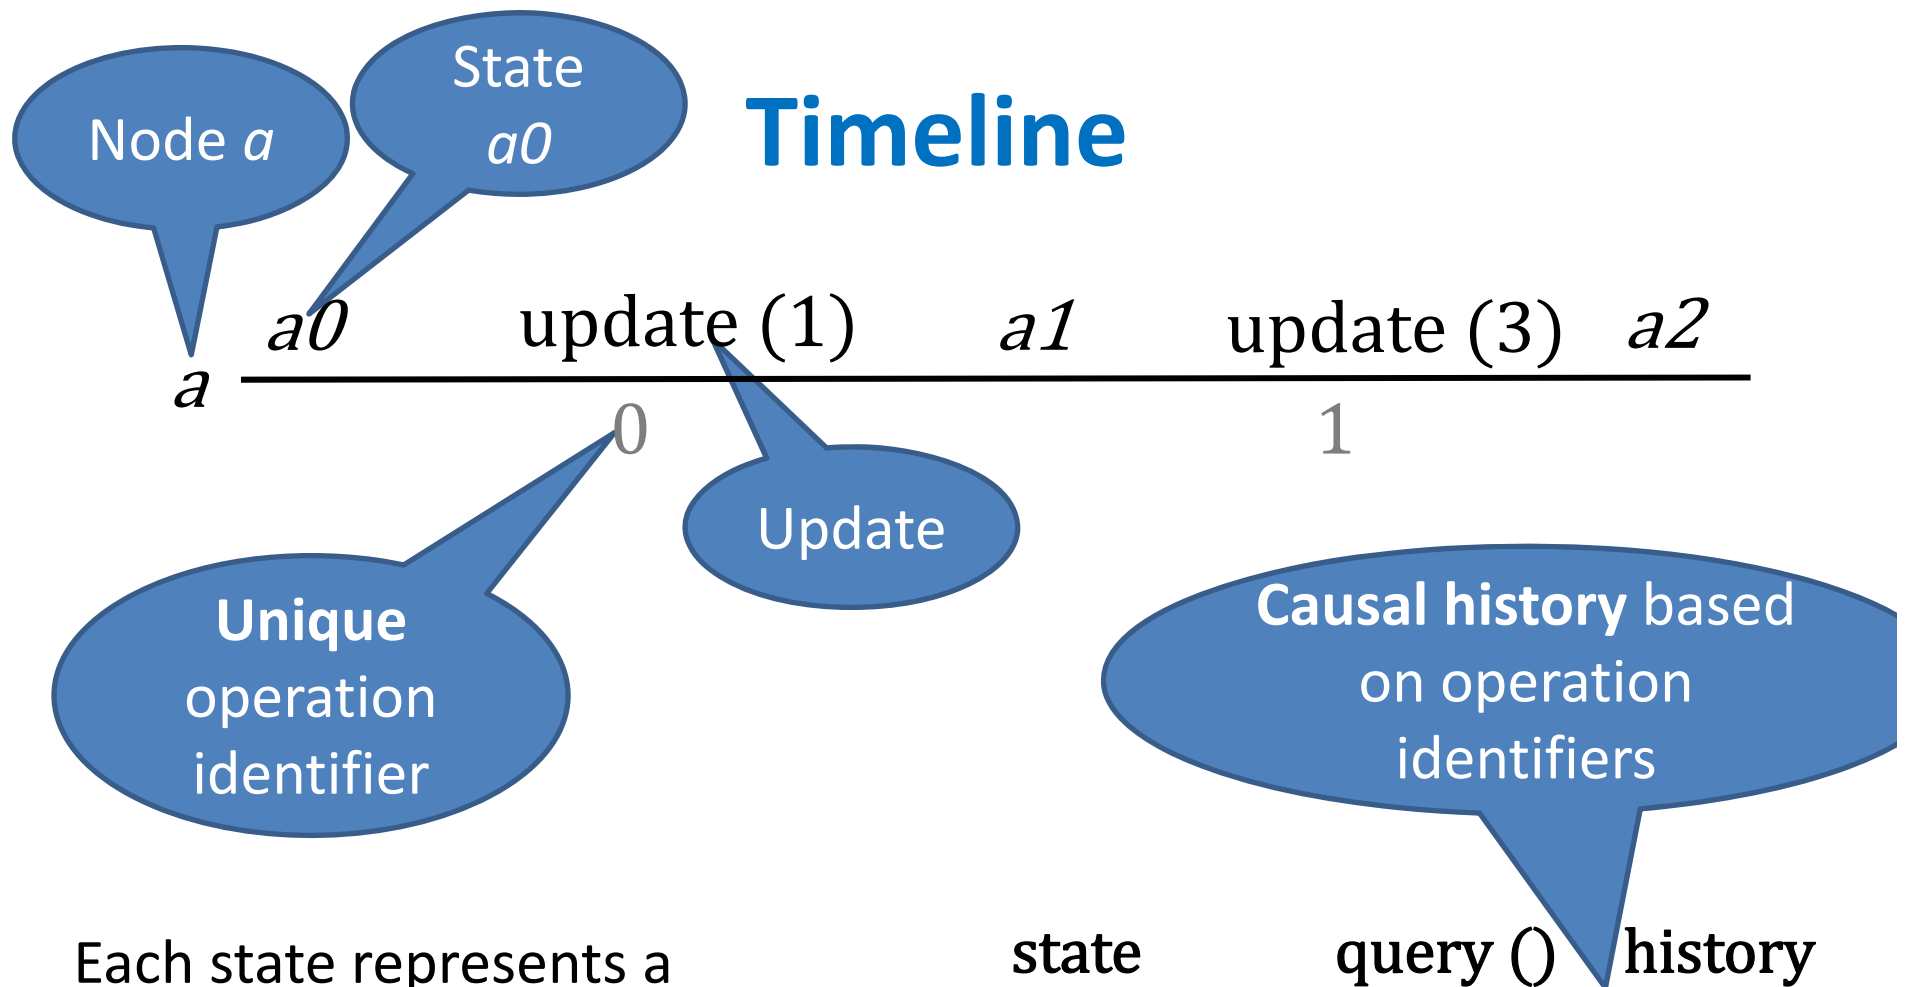 State
a0
Node a
Timeline
a0 update (1) a1 update (3) a2
a
0 1
Update
Unique
operation
identifier
Causal history based
on operation
identifiers
Each state represents a
state query () history